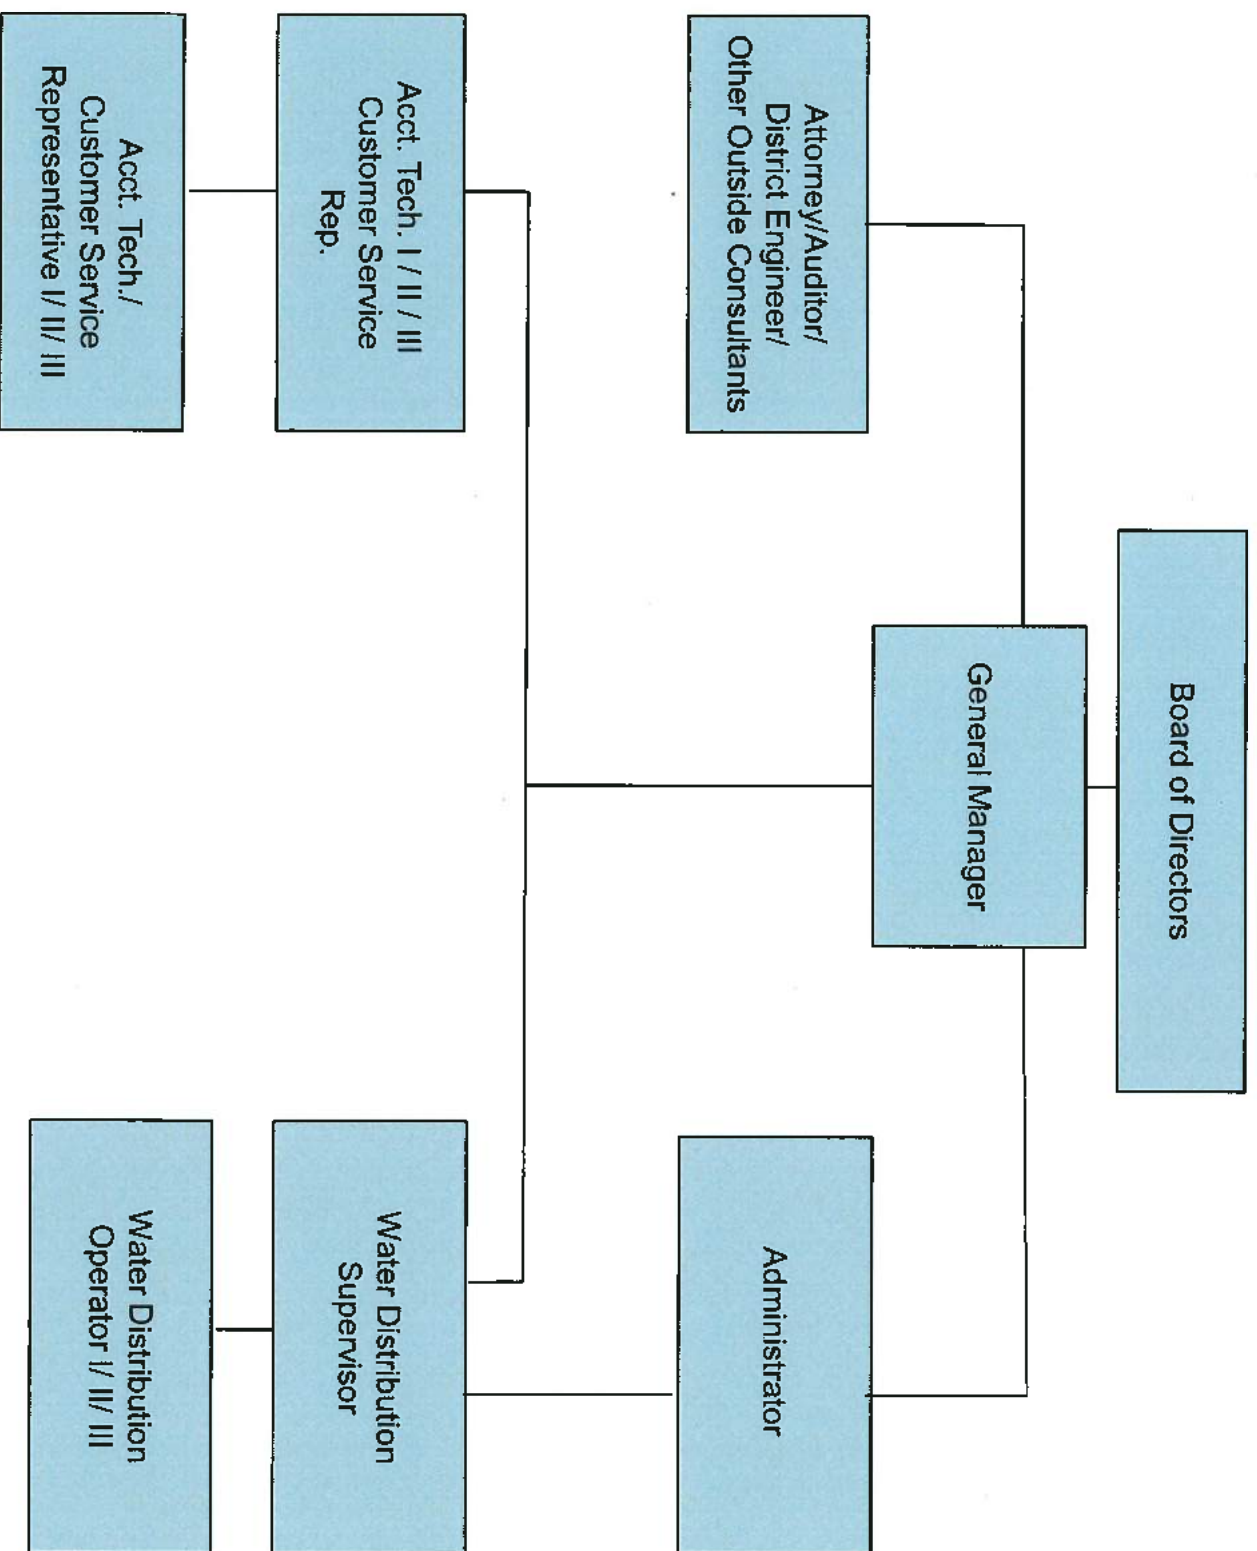 Board of Directors
General Manager
Attorney/Auditor/
District Engineer/
Other Outside Consultants
Administrator
Acct. Tech. I / II / III
Customer Service
Rep.
Water Distribution
Supervisor
Acct. Tech./
Customer Service
Representative I/ II/ III
Water Distribution
Operator I/ II/ III